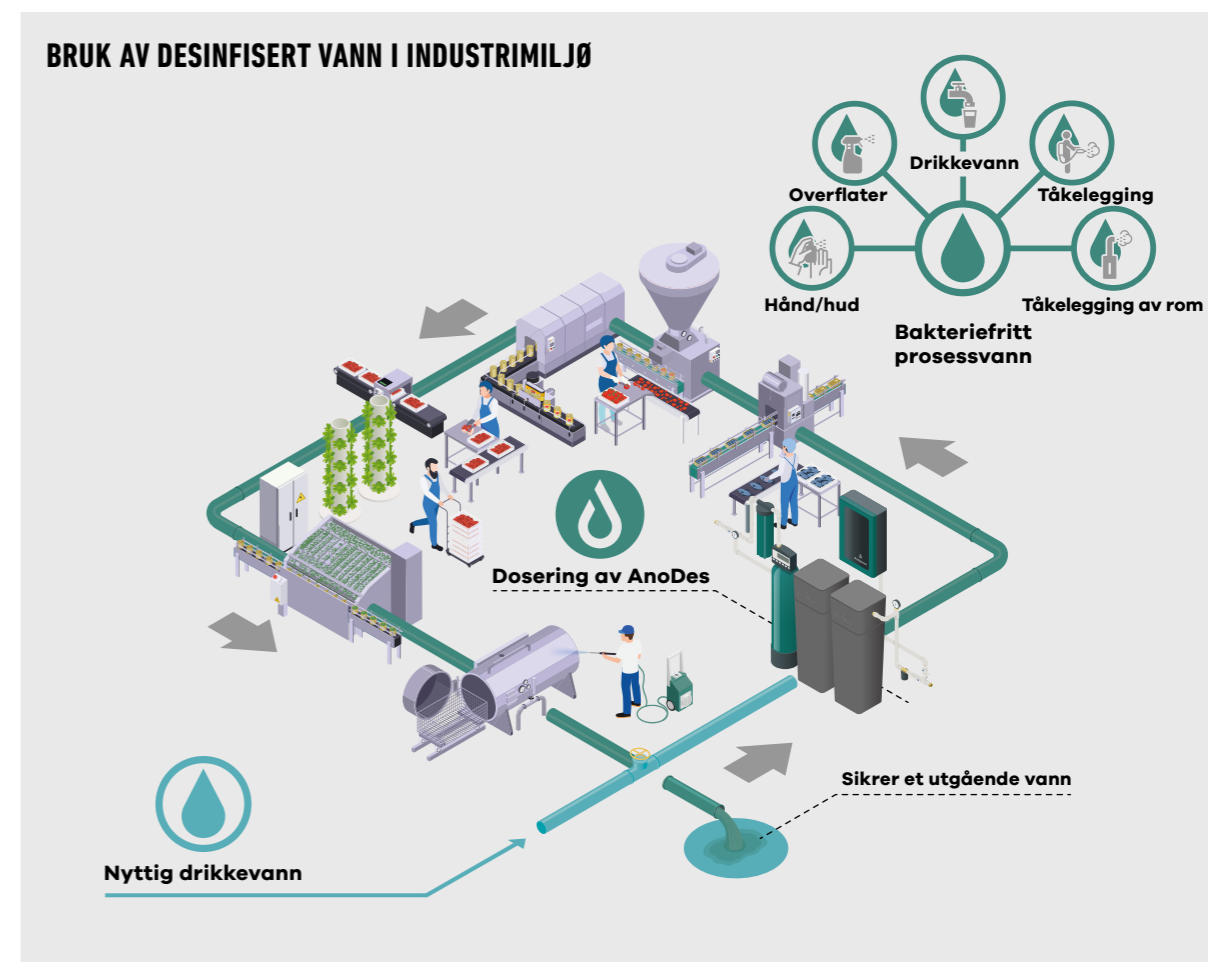 BRUK AV DESINFISERT VANN I INDUSTRIMILJØ
Drikkevann
Overflater
Tåkelegging
Hånd/hud
Tåkelegging av rom
Bakteriefritt
prosessvann
Dosering av AnoDes
Sikrer et utgående vann
Nyttig drikkevann